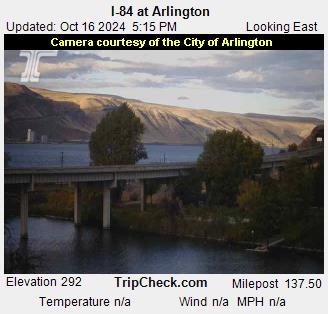 I-84 at Arlington
Updated: Oct 16 2024 5:15 PM Looking East
Camera courtesy of the City of Arlington
Elevation 292 TripCheck.com Milepost 137.50
Temperature n/a Wind n/a MPH n/a